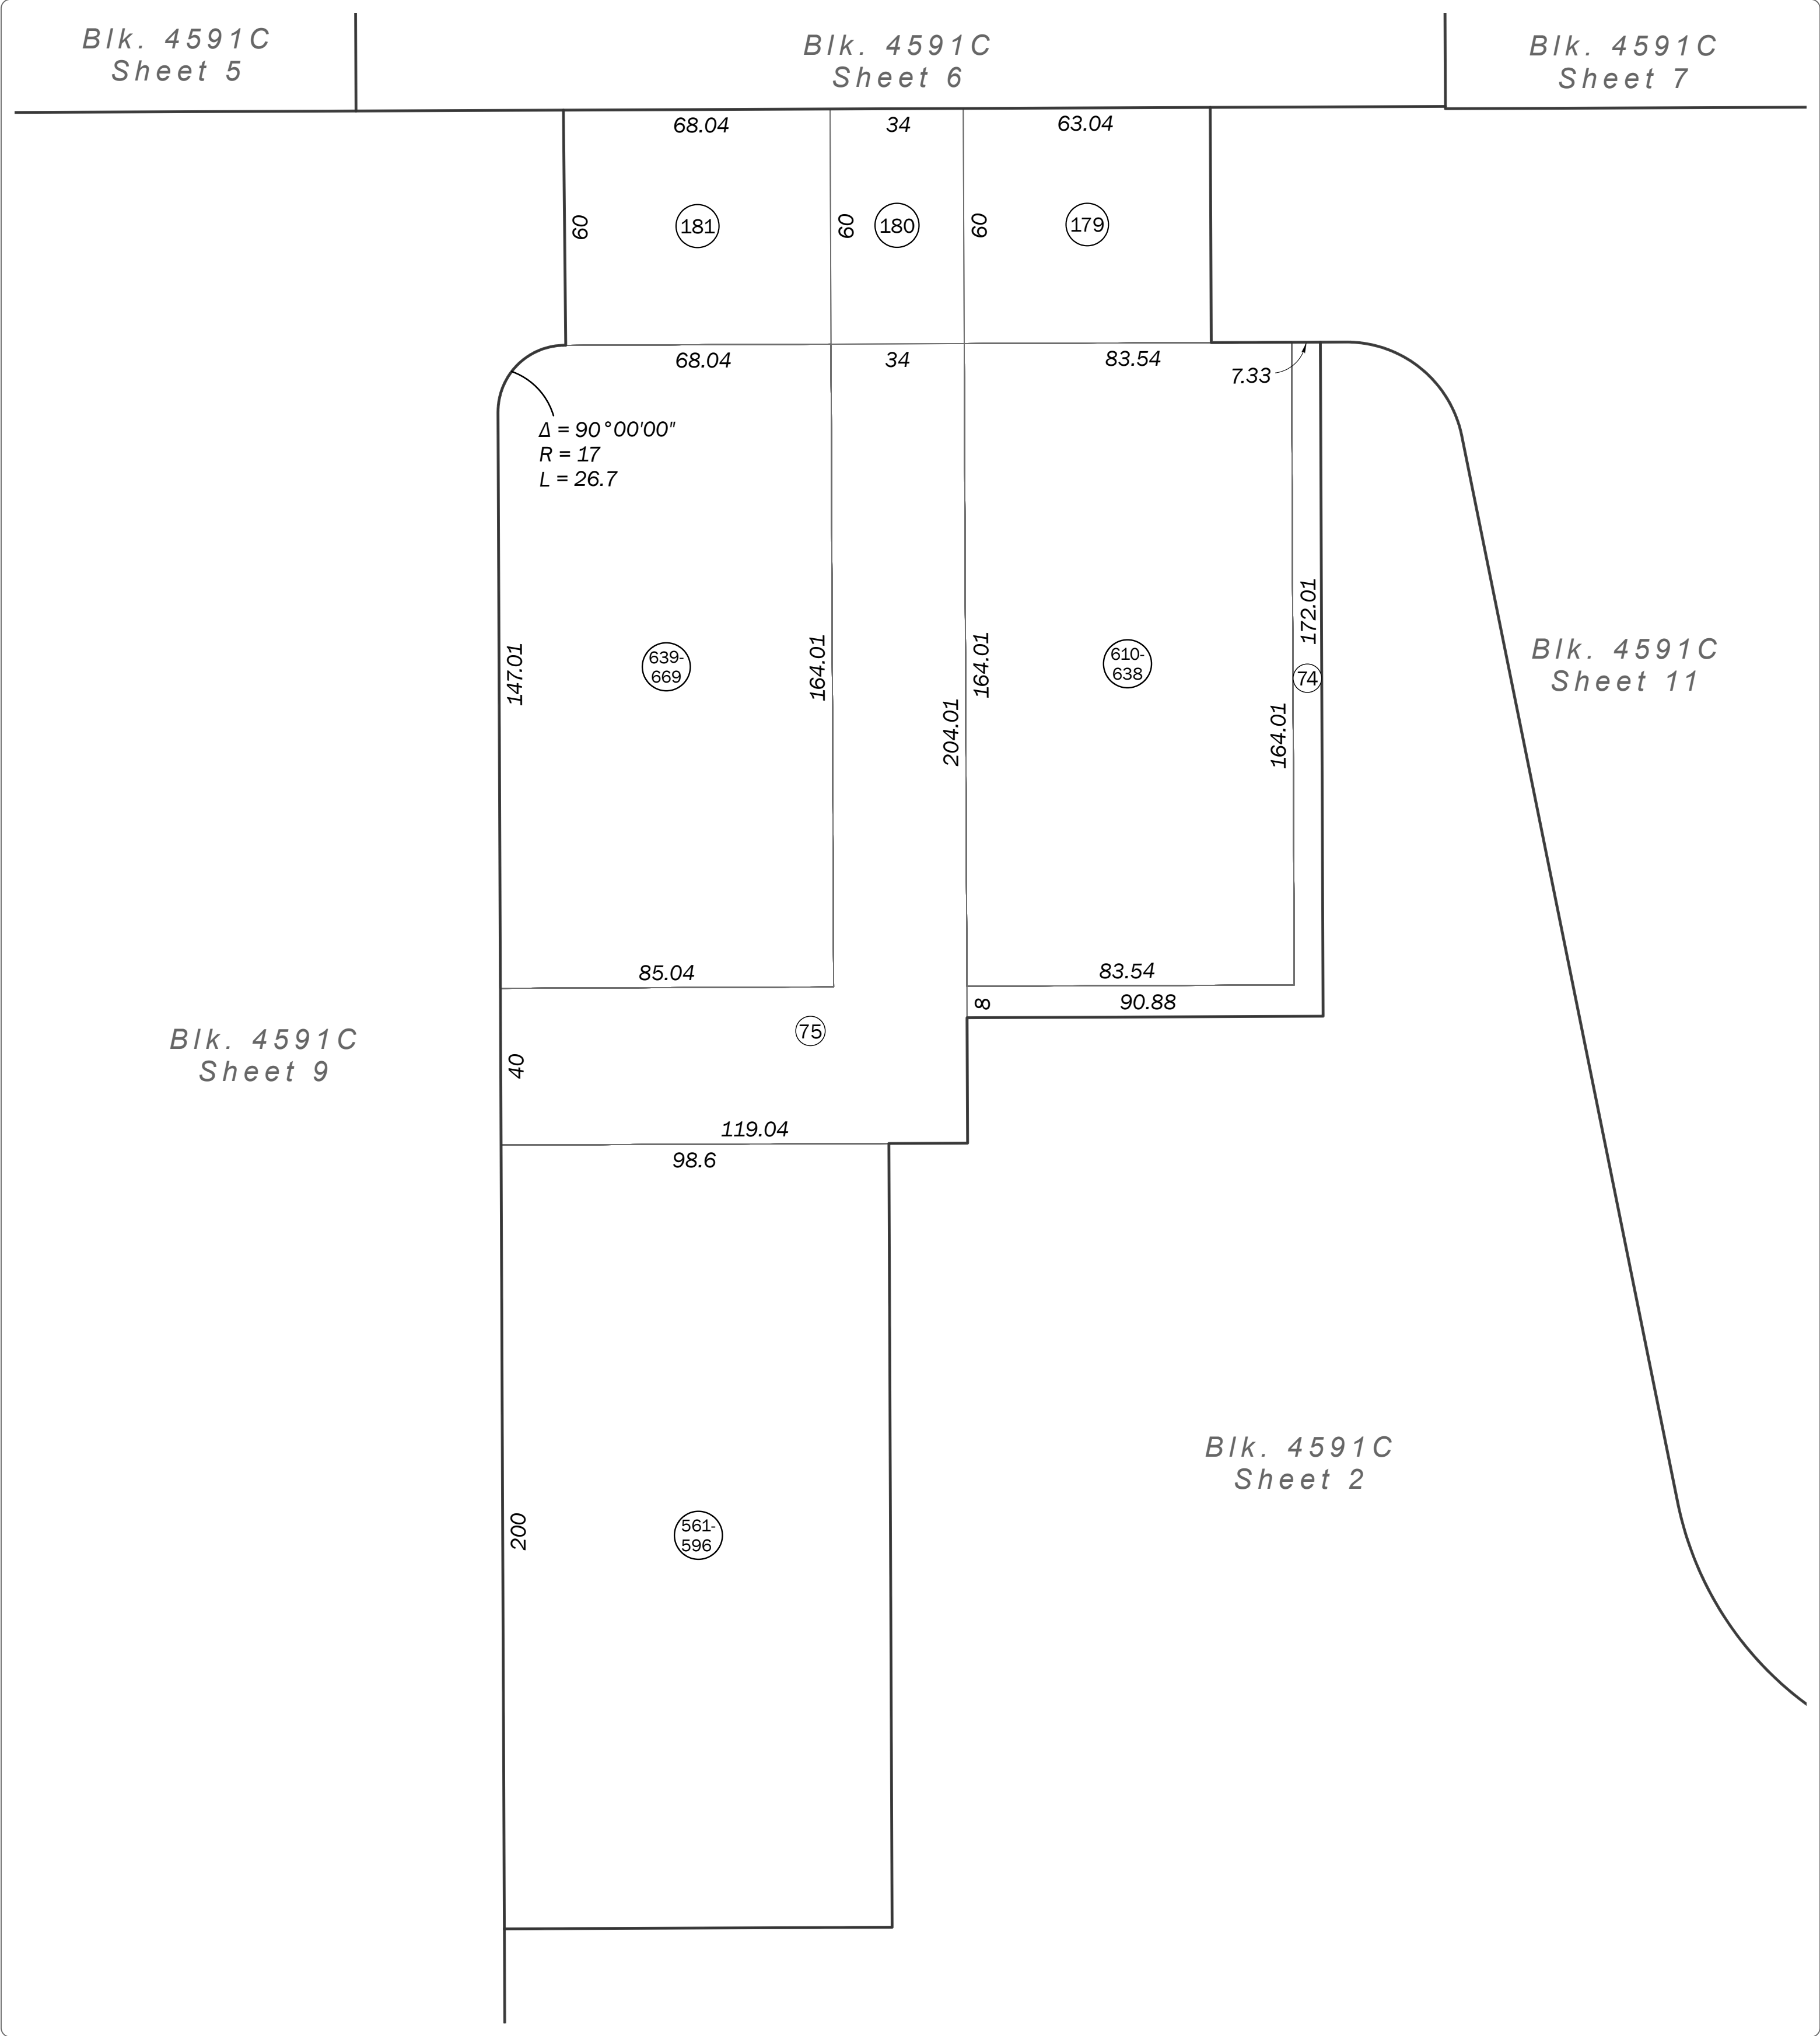 Blk. 4591C
Sheet 5
Blk. 4591C
Sheet 6
Blk. 4591C
Sheet 7
68.04
34
63.04
60
181
60
180
60
179
68.04
34
83.54
7.33
Δ = 90°00'00"
R = 17
L = 26.7
147.01
639-
669
164.01
204.01
164.01
610-
638
164.01
172.01
74
Blk. 4591C
Sheet 11
85.04
83.54
8
90.88
75
40
Blk. 4591C
Sheet 9
119.04
98.6
200
561-
596
Blk. 4591C
Sheet 2